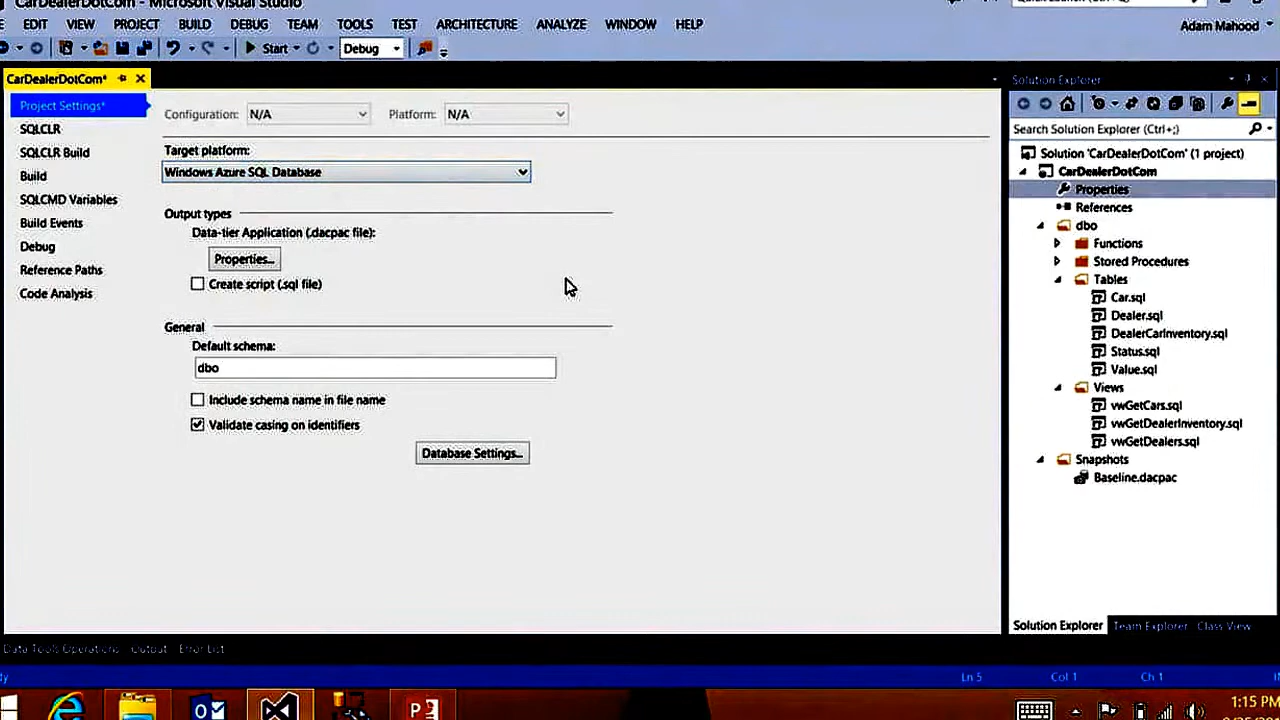 CarDealerDotCom - Microsoft Visual Studio
EDIT VIEW PROJECT BUILD DEBUG TEAM TOOLS TEST ARCHITECTURE ANALYZE WINDOW HELP
Adam Mahood
Start Debug
CarDealerDotCom*
Project Settings*
SQLCLR
SQLCLR Build
Build
SQLCMD Variables
Build Events
Debug
Reference Paths
Code Analysis
Configuration: N/A Platform: N/A
Target platform:
Windows Azure SQL Database
Output types
Data-tier Application (.dacpac file):
Properties...
Create script (.sql file)
General
Default schema:
dbo
Include schema name in file name
Validate casing on identifiers
Database Settings...
Solution Explorer
Search Solution Explorer (Ctrl+;)
Solution 'CarDealerDotCom' (1 project)
CarDealerDotCom
Properties
References
dbo
Functions
Stored Procedures
Tables
Car.sql
Dealer.sql
DealerCarInventory.sql
Status.sql
Value.sql
Views
vwGetCars.sql
vwGetDealerInventory.sql
vwGetDealers.sql
Snapshots
Baseline.dacpac
Solution Explorer Team Explorer Class View
Data Tools Operations Output Error List
Ln 5 Col 1 Ch 1
1:15 PM